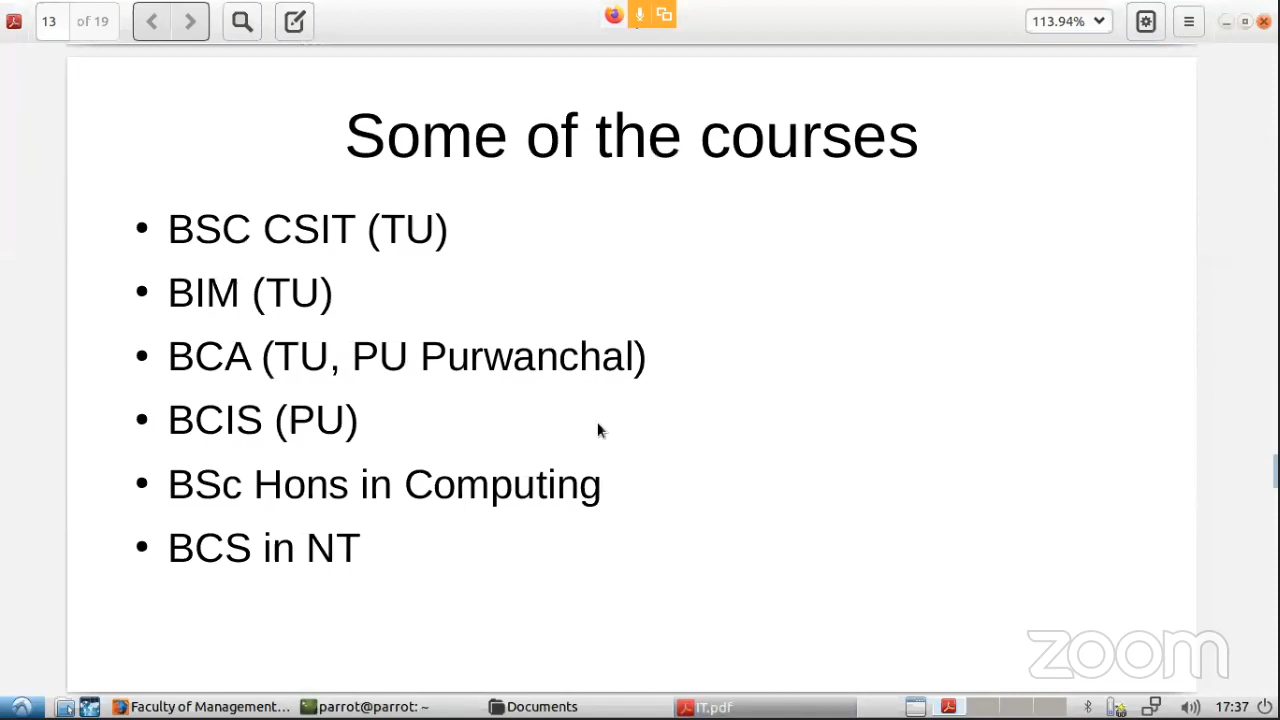 13 of 19
113.94%
Some of the courses
• BSC CSIT (TU)
• BIM (TU)
• BCA (TU, PU Purwanchal)
• BCIS (PU)
• BSc Hons in Computing
• BCS in NT
zoom
Faculty of Management... parrot@parrot: ~ Documents IT.pdf 17:37